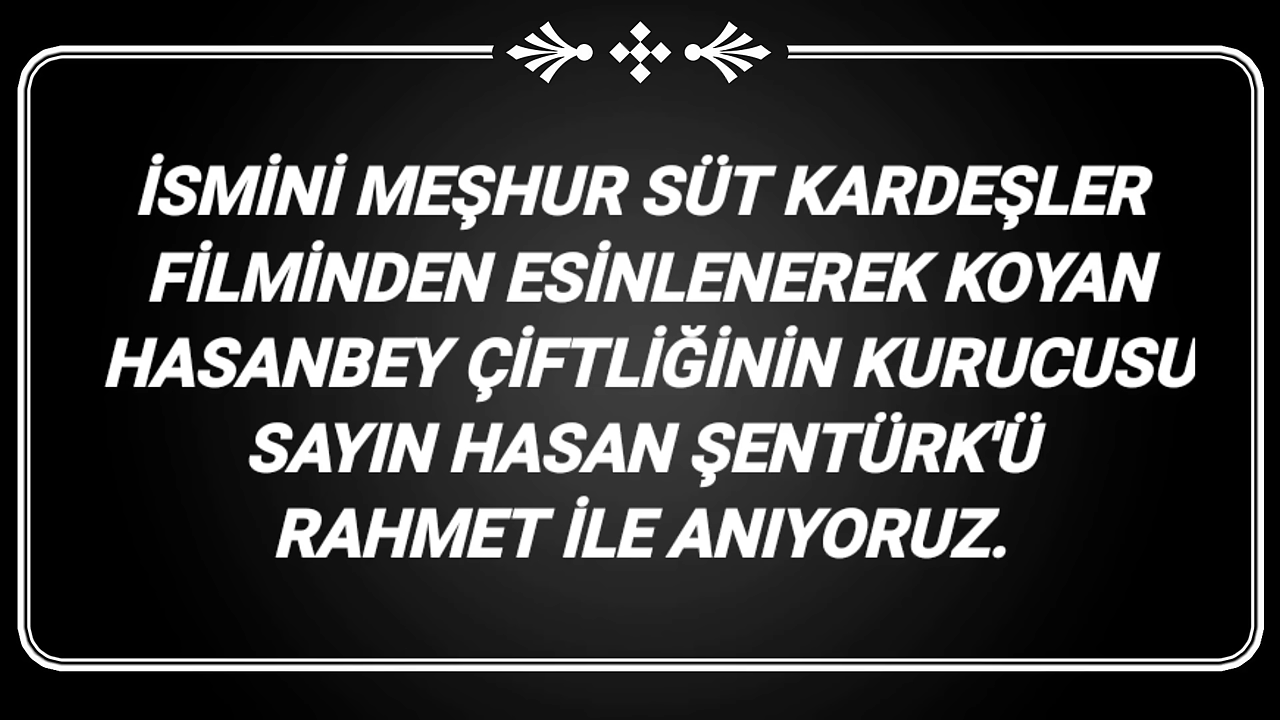 İSMİNİ MEŞHUR SÜT KARDEŞLER
FİLMİNDEN ESİNLENEREK KOYAN
HASANBEY ÇİFTLİĞİNİN KURUCUSU
SAYIN HASAN ŞENTÜRK'Ü
RAHMET İLE ANIYORUZ.